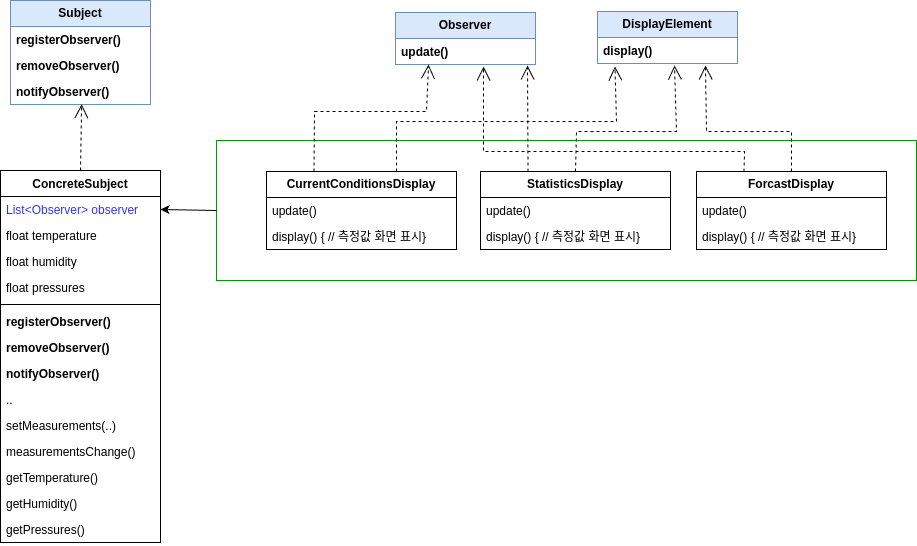 Subject
registerObserver()
removeObserver()
notifyObserver()
Observer
update()
DisplayElement
display()
ConcreteSubject
List<Observer> observer
float temperature
float humidity
float pressures
registerObserver()
removeObserver()
notifyObserver()
..
setMeasurements(..)
measurementsChange()
getTemperature()
getHumidity()
getPressures()
CurrentConditionsDisplay
update()
display() { // 측정값 화면 표시}
StatisticsDisplay
update()
display() { // 측정값 화면 표시}
ForcastDisplay
update()
display() { // 측정값 화면 표시}